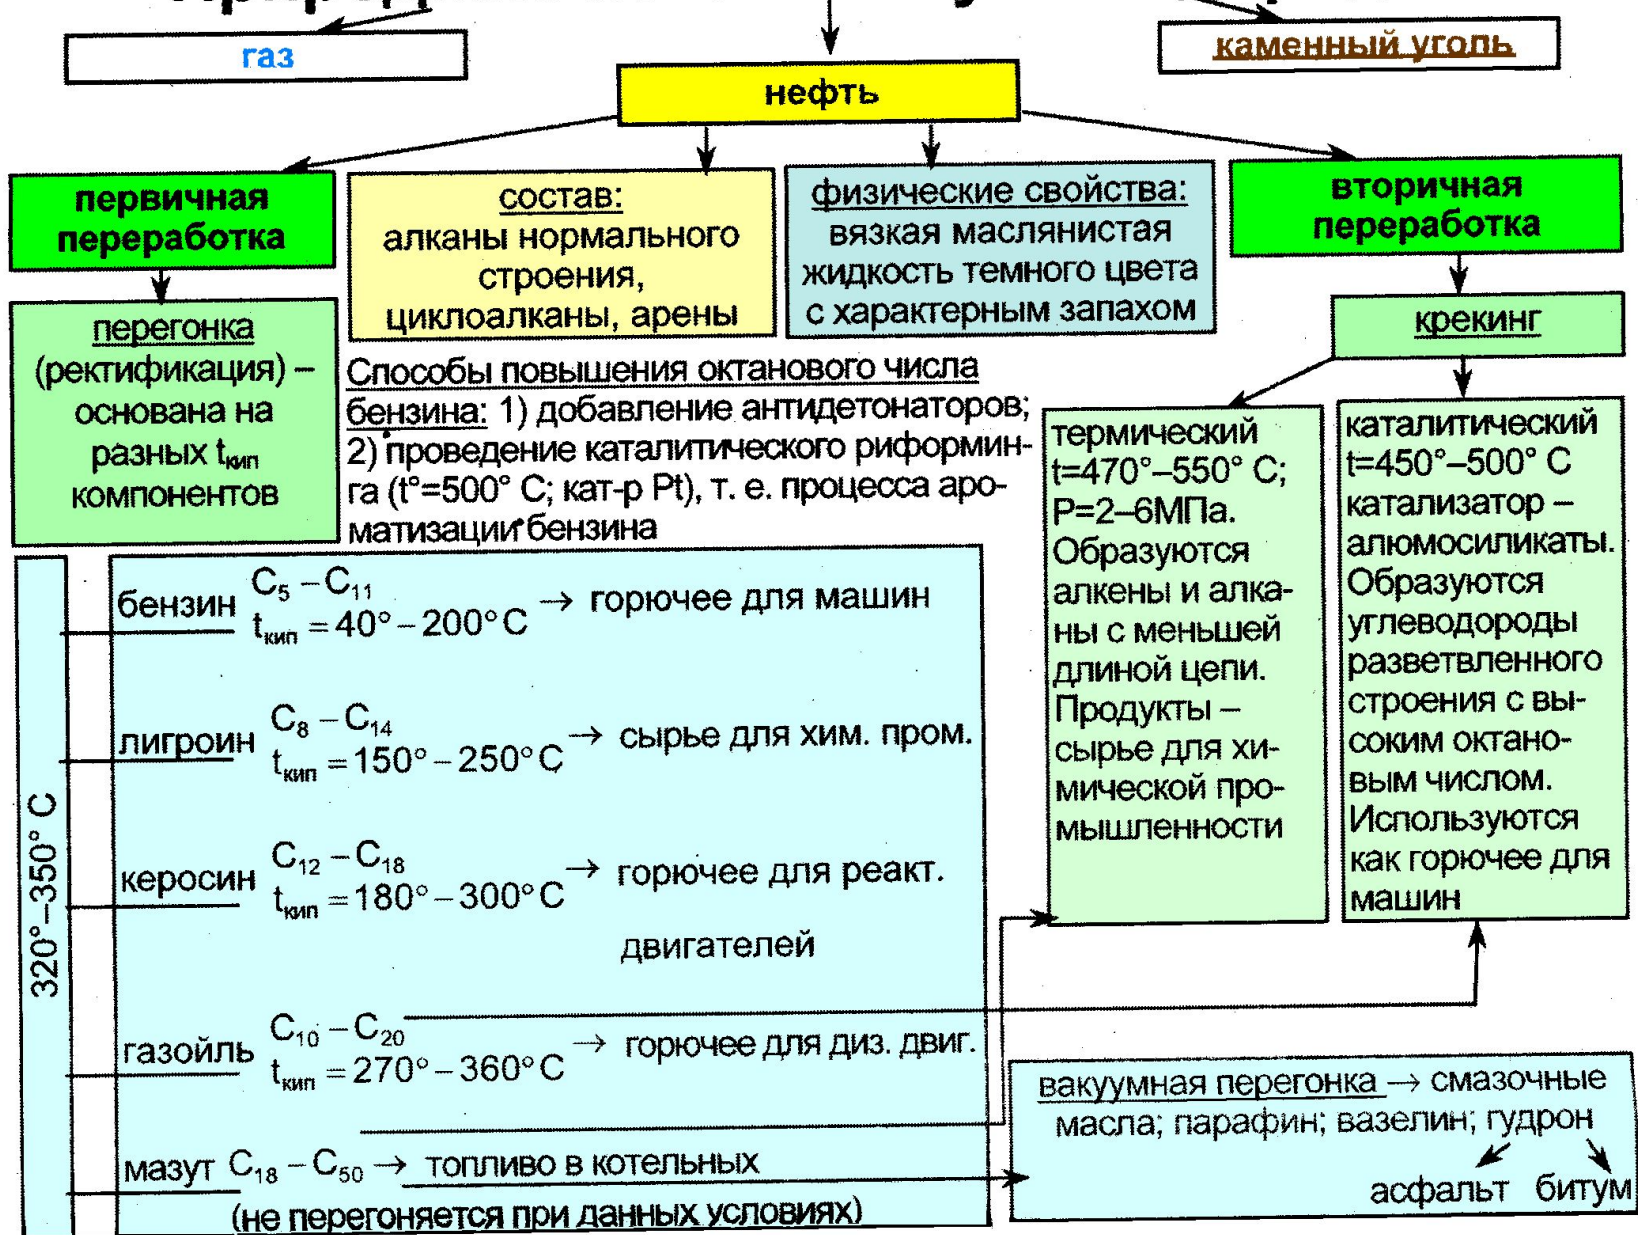 газ
каменный уголь
нефть
первичная
переработка
состав:
алканы нормального
строения,
циклоалканы, арены
физические свойства:
вязкая маслянистая
жидкость темного цвета
с характерным запахом
вторичная
переработка
перегонка
(ректификация) –
основана на
разных tкип
компонентов
крекинг
Способы повышения октанового числа
бензина: 1) добавление антидетонаторов;
2) проведение каталитического риформин-
га (t°=500° C; кат-р Pt), т. е. процесса аро-
матизации бензина
термический
t=470°–550° C;
P=2–6МПа.
Образуются
алкены и алка-
ны с меньшей
длиной цепи.
Продукты –
сырье для хи-
мической про-
мышленности
каталитический
t=450°–500° C
катализатор –
алюмосиликаты.
Образуются
углеводороды
разветвленного
строения с вы-
соким октано-
вым числом.
Используются
как горючее для
машин
320°–350° C
бензин C5 – C11
tкип = 40° – 200° C → горючее для машин
лигроин C8 – C14
tкип = 150° – 250° C → сырье для хим. пром.
керосин C12 – C18
tкип = 180° – 300° C → горючее для реакт.
двигателей
газойль C10 – C20
tкип = 270° – 360° C → горючее для диз. двиг.
мазут C18 – C50 → топливо в котельных
(не перегоняется при данных условиях)
вакуумная перегонка → смазочные
масла; парафин; вазелин; гудрон
асфальт битум